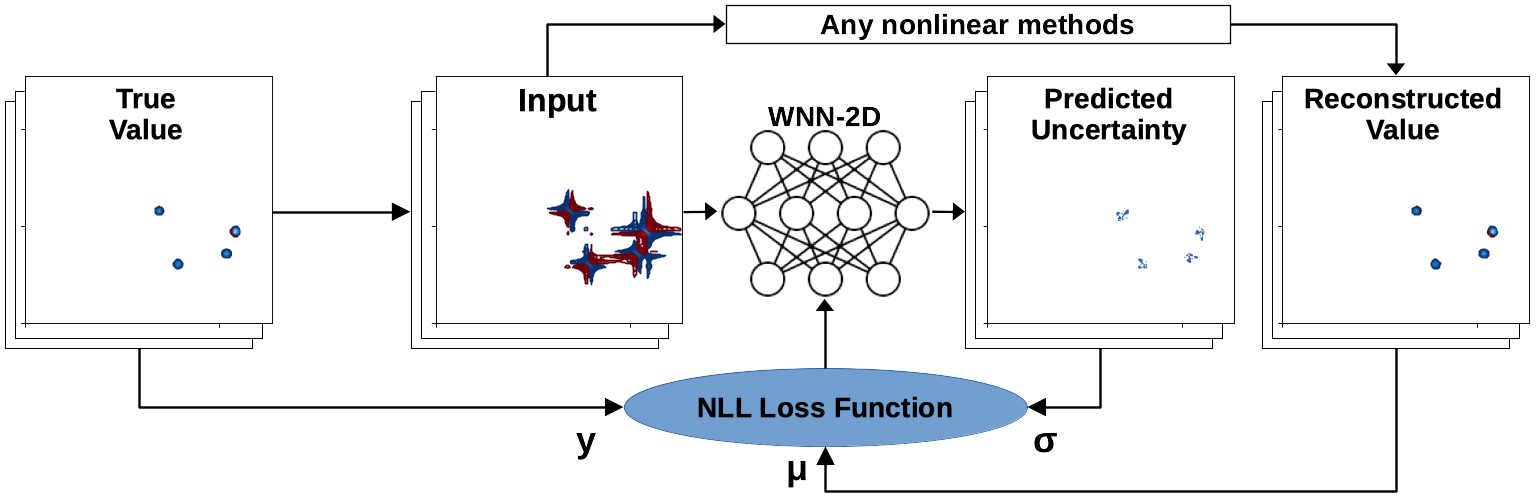 Any nonlinear methods
True
Value
Input
WNN-2D
Predicted
Uncertainty
Reconstructed
Value
NLL Loss Function
y
σ
μ